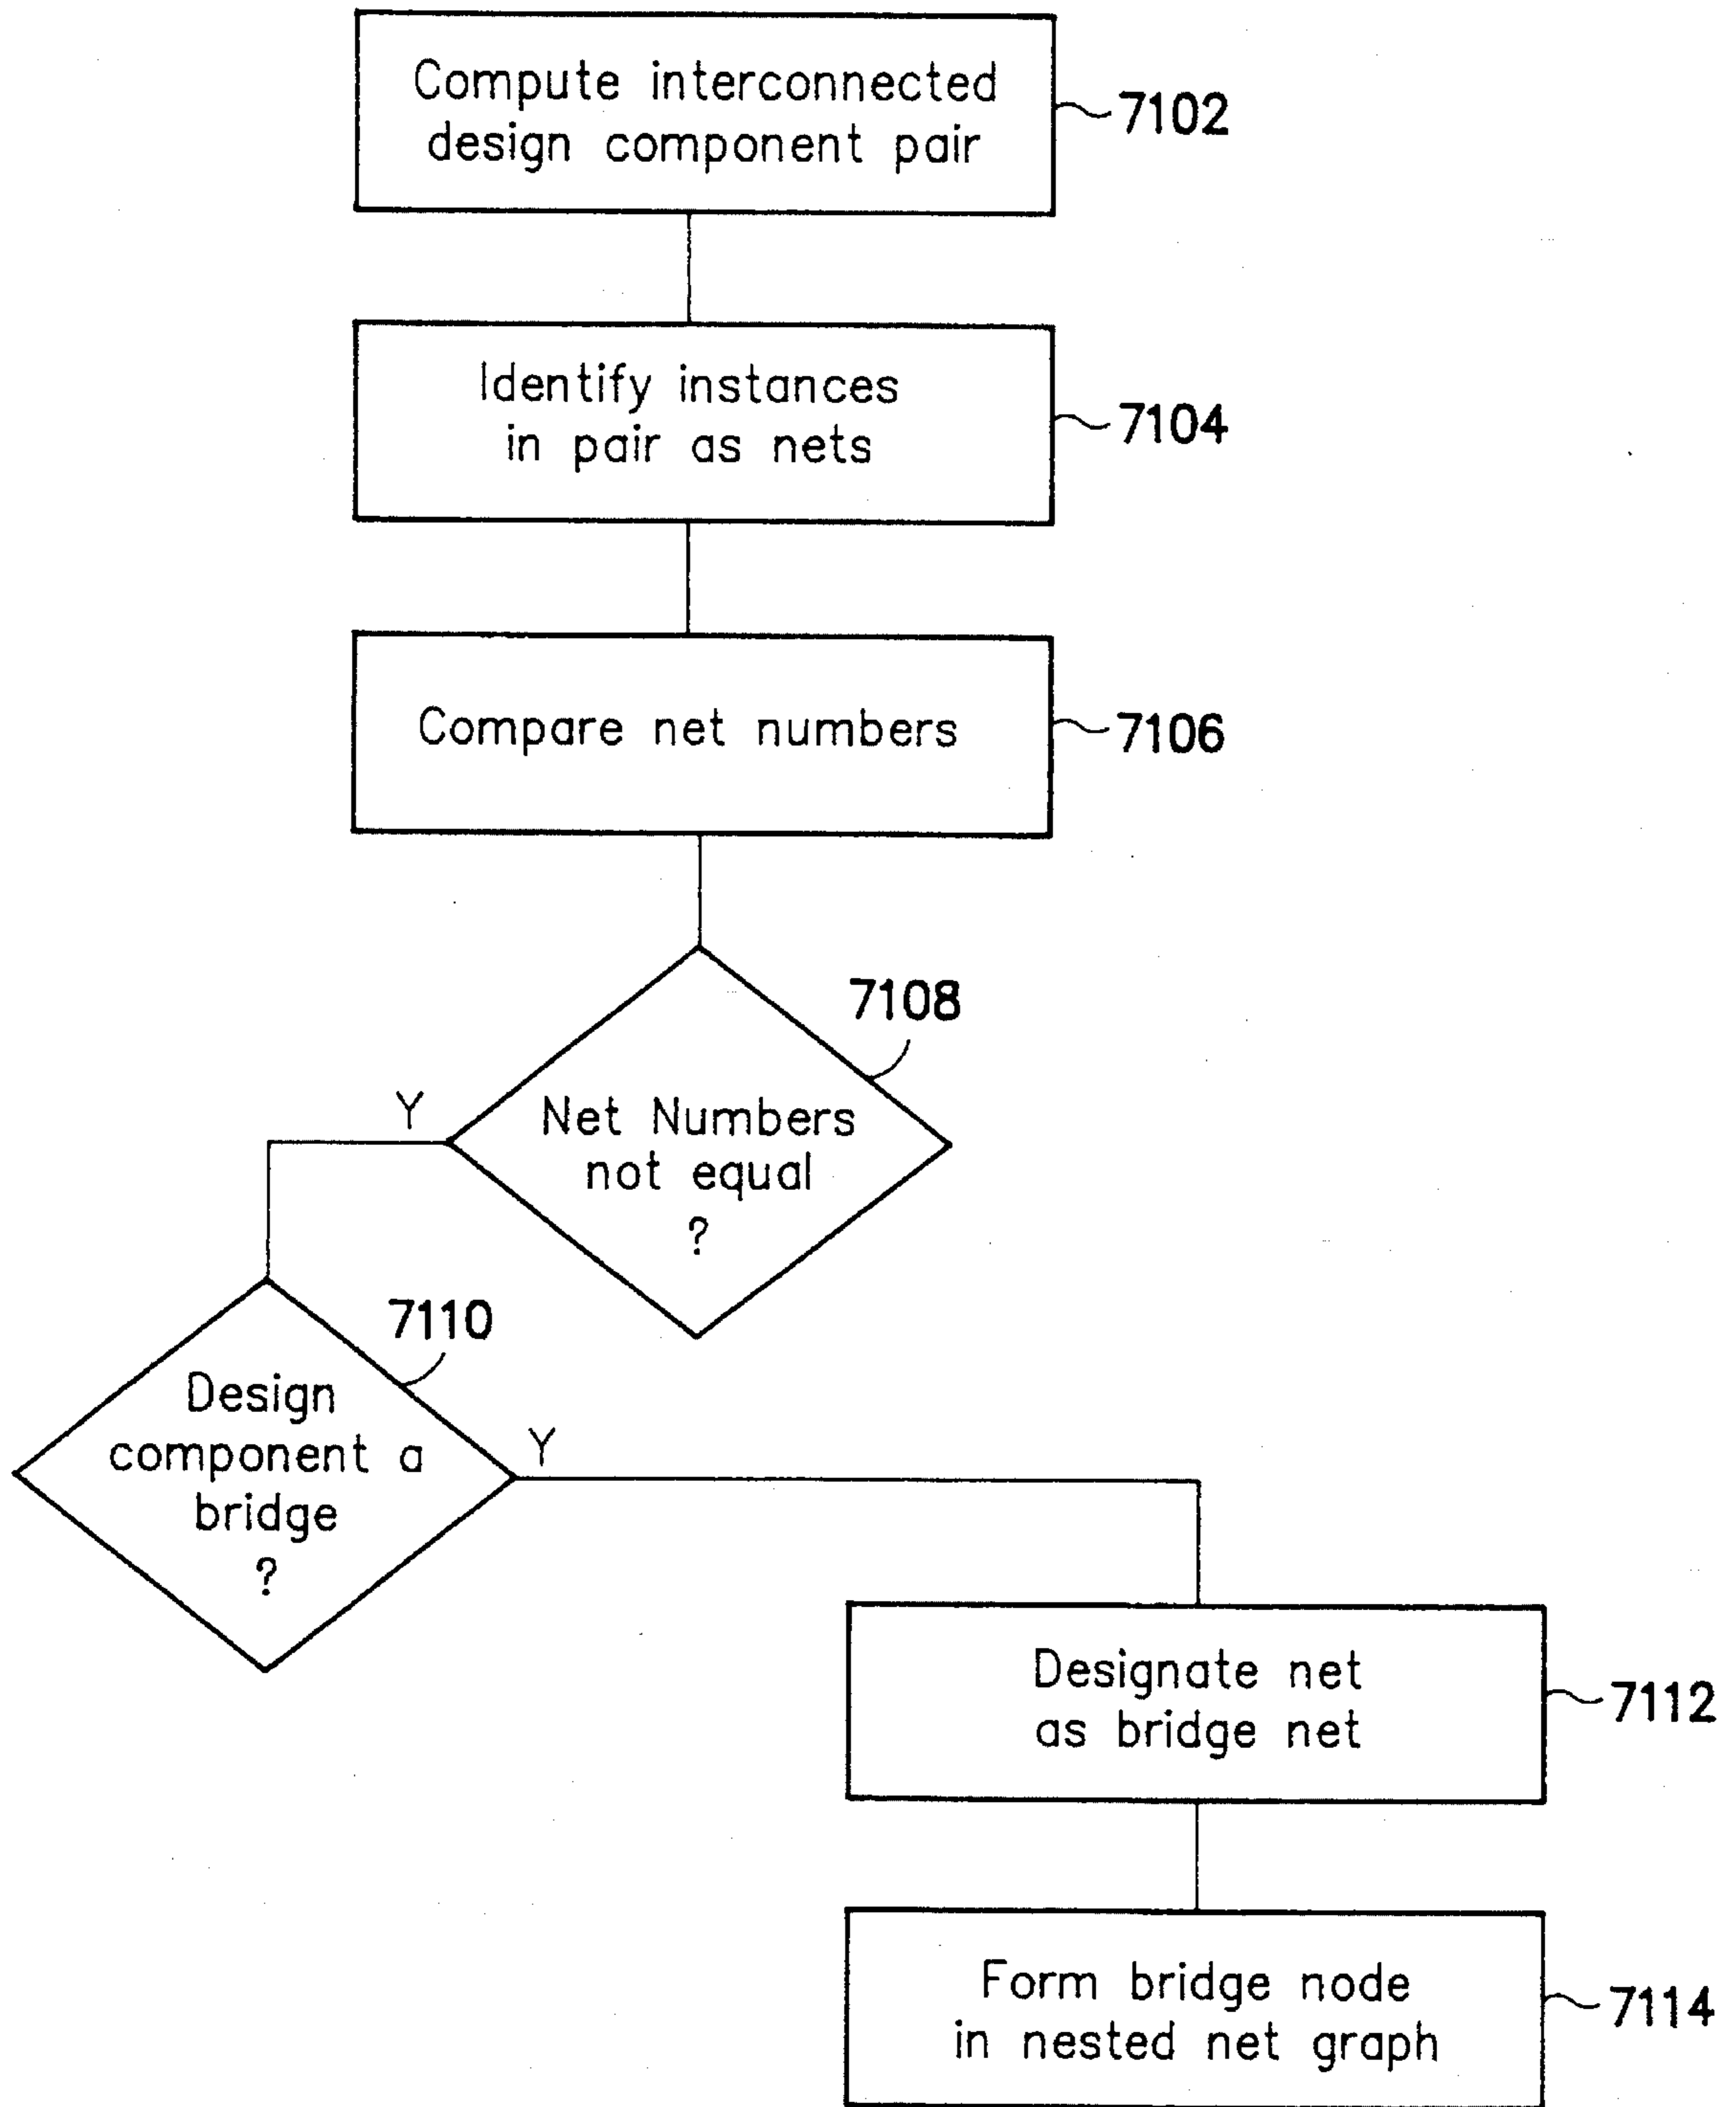 Compute interconnected
design component pair
7102
Identify instances
in pair as nets
7104
Compare net numbers
7106
7108
Y
Net Numbers
not equal
?
7110
Design
component a
bridge
?
Y
Designate net
as bridge net
7112
Form bridge node
in nested net graph
7114